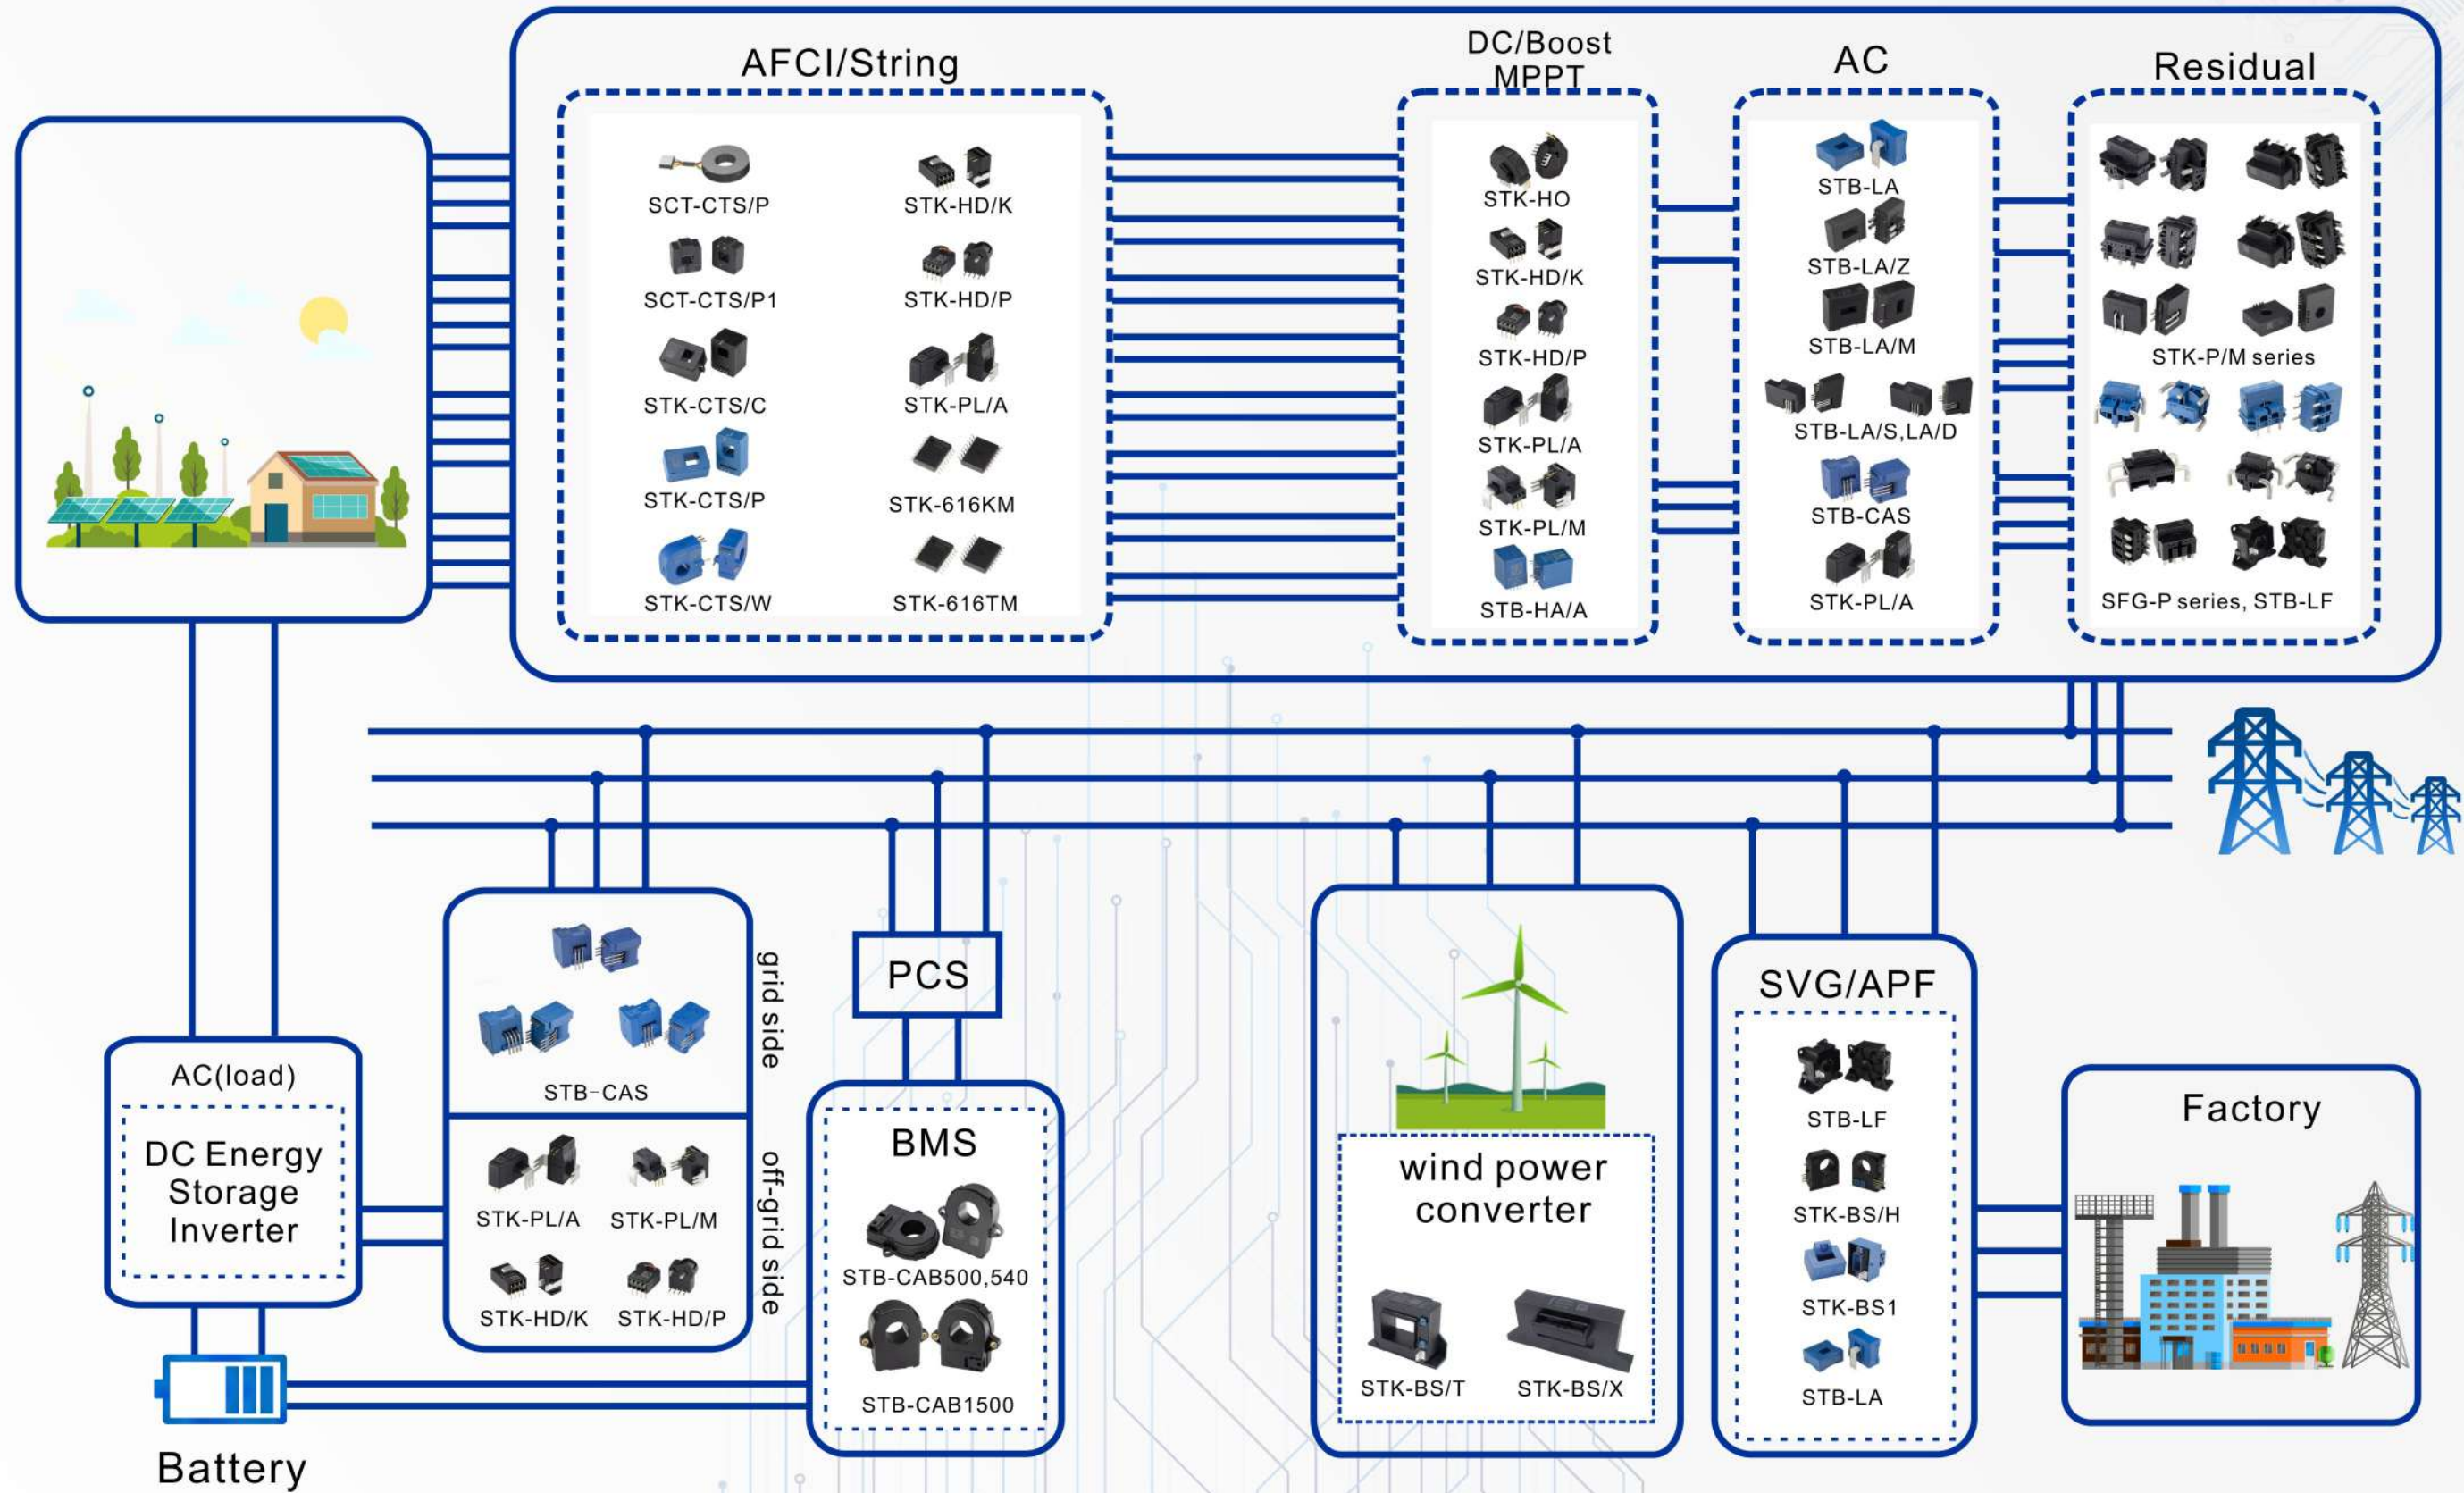 AFCI/String
SCT-CTS/P
STK-HD/K
SCT-CTS/P1
STK-HD/P
STK-CTS/C
STK-PL/A
STK-CTS/P
STK-616KM
STK-CTS/W
STK-616TM
DC/Boost
MPPT
STK-HO
STK-HD/K
STK-HD/P
STK-PL/A
STK-PL/M
STB-HA/A
AC
STB-LA
STB-LA/Z
STB-LA/M
STB-LA/S,LA/D
STB-CAS
STK-PL/A
Residual
STK-P/M series
SFG-P series, STB-LF
AC(load)
DC Energy
Storage
Inverter
Battery
grid side
STB-CAS
off-grid side
STK-PL/A
STK-PL/M
STK-HD/K
STK-HD/P
PCS
BMS
STB-CAB500,540
STB-CAB1500
wind power
converter
STK-BS/T
STK-BS/X
SVG/APF
STB-LF
STK-BS/H
STK-BS1
STB-LA
Factory